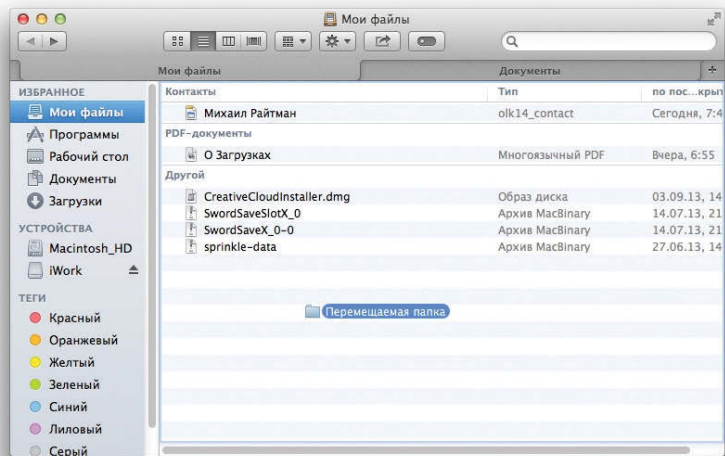 Мои файлы
Мои файлы Документы
ИЗБРАННОЕ
Мои файлы
Программы
Рабочий стол
Документы
Загрузки
УСТРОЙСТВА
Macintosh_HD
iWork
ТЕГИ
Красный
Оранжевый
Желтый
Зеленый
Синий
Лиловый
Серый
Контакты Тип по пос...крыт
Михаил Райтман olk14_contact Сегодня, 7:4
PDF-документы
О Загрузках Многоязычный PDF Вчера, 6:55
Другой
CreativeCloudInstaller.dmg Образ диска 03.09.13, 14
SwordSaveSlotX_0 Архив MacBinary 14.07.13, 21
SwordSaveX_0-0 Архив MacBinary 14.07.13, 21
sprinkle-data Архив MacBinary 27.06.13, 14
Перемещаемая папка